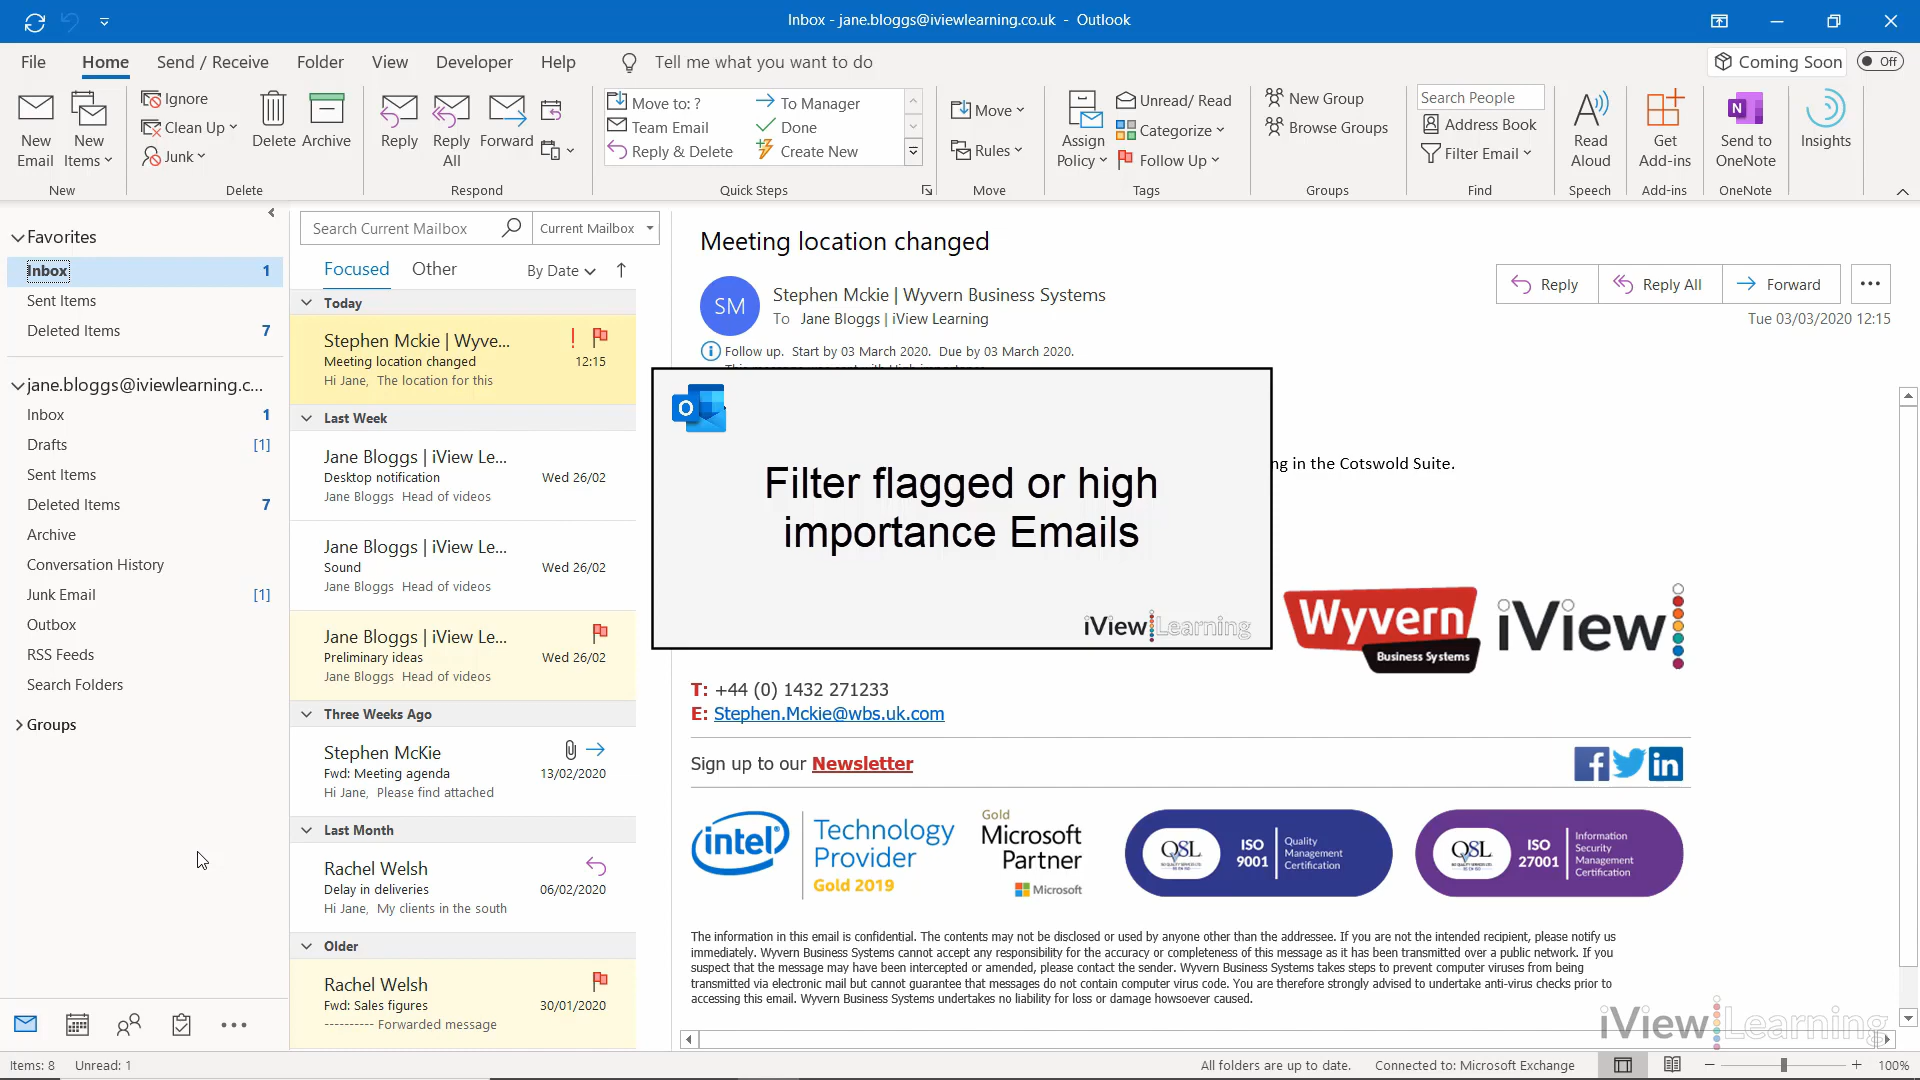 Inbox - jane.bloggs@iviewlearning.co.uk - Outlook
File Home Send / Receive Folder View Developer Help Tell me what you want to do Coming Soon Off
New Email
New Items
New
Ignore
Clean Up
Junk
Delete
Archive
Delete
Reply
Reply All
Forward
Respond
Move to: ?
Team Email
Reply & Delete
To Manager
Done
Create New
Quick Steps
Move
Rules
Move
Assign Policy
Unread/ Read
Categorize
Follow Up
Tags
New Group
Browse Groups
Groups
Search People
Address Book
Filter Email
Find
Read Aloud
Speech
Get Add-ins
Add-ins
Send to OneNote
OneNote
Insights
Favorites
Inbox 1
Sent Items
Deleted Items 7
jane.bloggs@iviewlearning.c...
Inbox 1
Drafts [1]
Sent Items
Deleted Items 7
Archive
Conversation History
Junk Email [1]
Outbox
RSS Feeds
Search Folders
Groups
Search Current Mailbox Current Mailbox
Focused Other By Date
Today
Stephen Mckie | Wyve...
Meeting location changed 12:15
Hi Jane, The location for this
Last Week
Jane Bloggs | iView Le...
Desktop notification Wed 26/02
Jane Bloggs Head of videos
Jane Bloggs | iView Le...
Sound Wed 26/02
Jane Bloggs Head of videos
Jane Bloggs | iView Le...
Preliminary ideas Wed 26/02
Jane Bloggs Head of videos
Three Weeks Ago
Stephen McKie
Fwd: Meeting agenda 13/02/2020
Hi Jane, Please find attached
Last Month
Rachel Welsh
Delay in deliveries 06/02/2020
Hi Jane, My clients in the south
Older
Rachel Welsh
Fwd: Sales figures 30/01/2020
---------- Forwarded message
Meeting location changed
SM
Stephen Mckie | Wyvern Business Systems
To Jane Bloggs | iView Learning
Reply Reply All Forward
Tue 03/03/2020 12:15
Follow up. Start by 03 March 2020. Due by 03 March 2020.
ng in the Cotswold Suite.
O
Filter flagged or high
importance Emails
iView Learning
Wyvern
Business Systems
iView
T: +44 (0) 1432 271233
E: Stephen.Mckie@wbs.uk.com
Sign up to our Newsletter
intel
Technology
Provider
Gold 2019
Gold
Microsoft
Partner
Microsoft
QSL
ISO
9001
Quality
Management
Certification
QSL
ISO
27001
Information
Security
Management
Certification
The information in this email is confidential. The contents may not be disclosed or used by anyone other than the addressee. If you are not the intended recipient, please notify us
immediately. Wyvern Business Systems cannot accept any responsibility for the accuracy or completeness of this message as it has been transmitted over a public network. If you
suspect that the message may have been intercepted or amended, please contact the sender. Wyvern Business Systems takes steps to prevent computer viruses from being
transmitted via electronic mail but cannot guarantee that messages do not contain computer virus code. You are therefore strongly advised to undertake anti-virus checks prior to
accessing this email. Wyvern Business Systems undertakes no liability for loss or damage howsoever caused.
iView Learning
Items: 8 Unread: 1 All folders are up to date. Connected to: Microsoft Exchange 100%